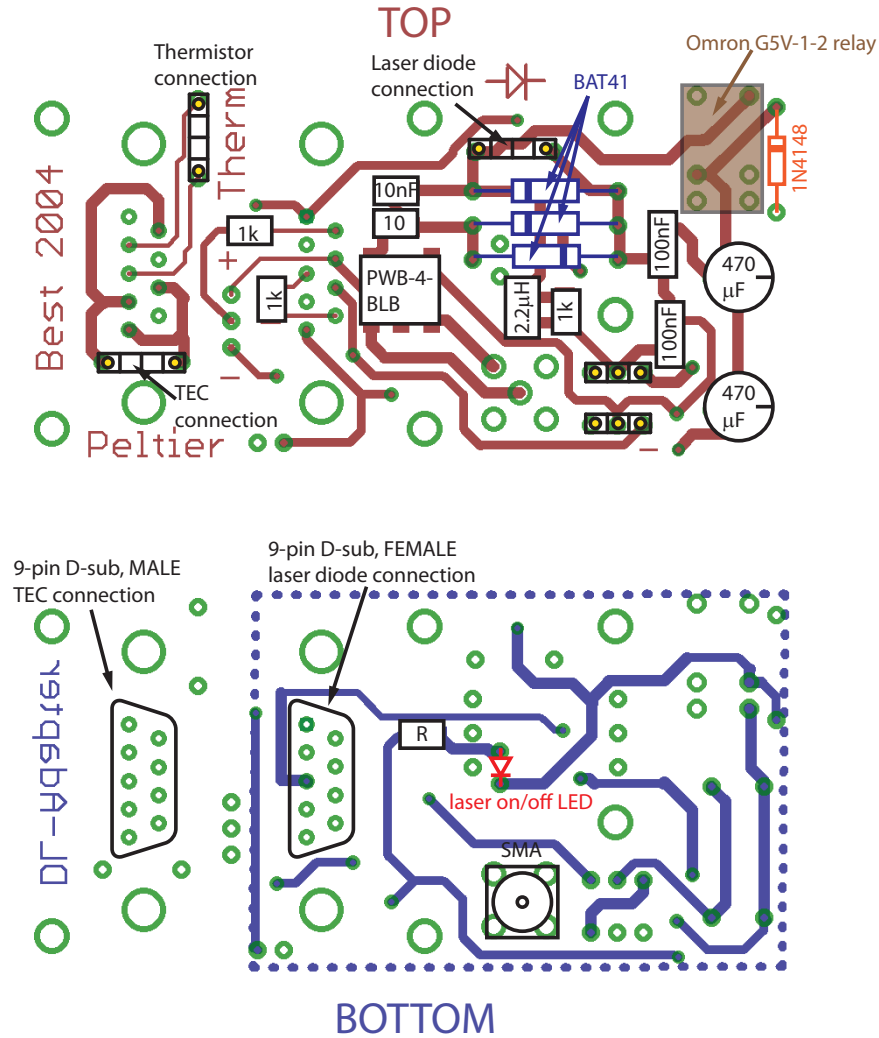 TOP
Omron G5V-1-2 relay
Thermistor
connection
Laser diode
connection
BAT41
Therm
1N4148
Best 2004
10nF
10
1k
+
1k
PWB-4-
BLB
2.2µH
1k
100nF
100nF
470
µF
470
µF
−
TEC
connection
Peltier
−
9-pin D-sub, MALE
TEC connection
9-pin D-sub, FEMALE
laser diode connection
DL-Adapter
R
laser on/off LED
SMA
BOTTOM